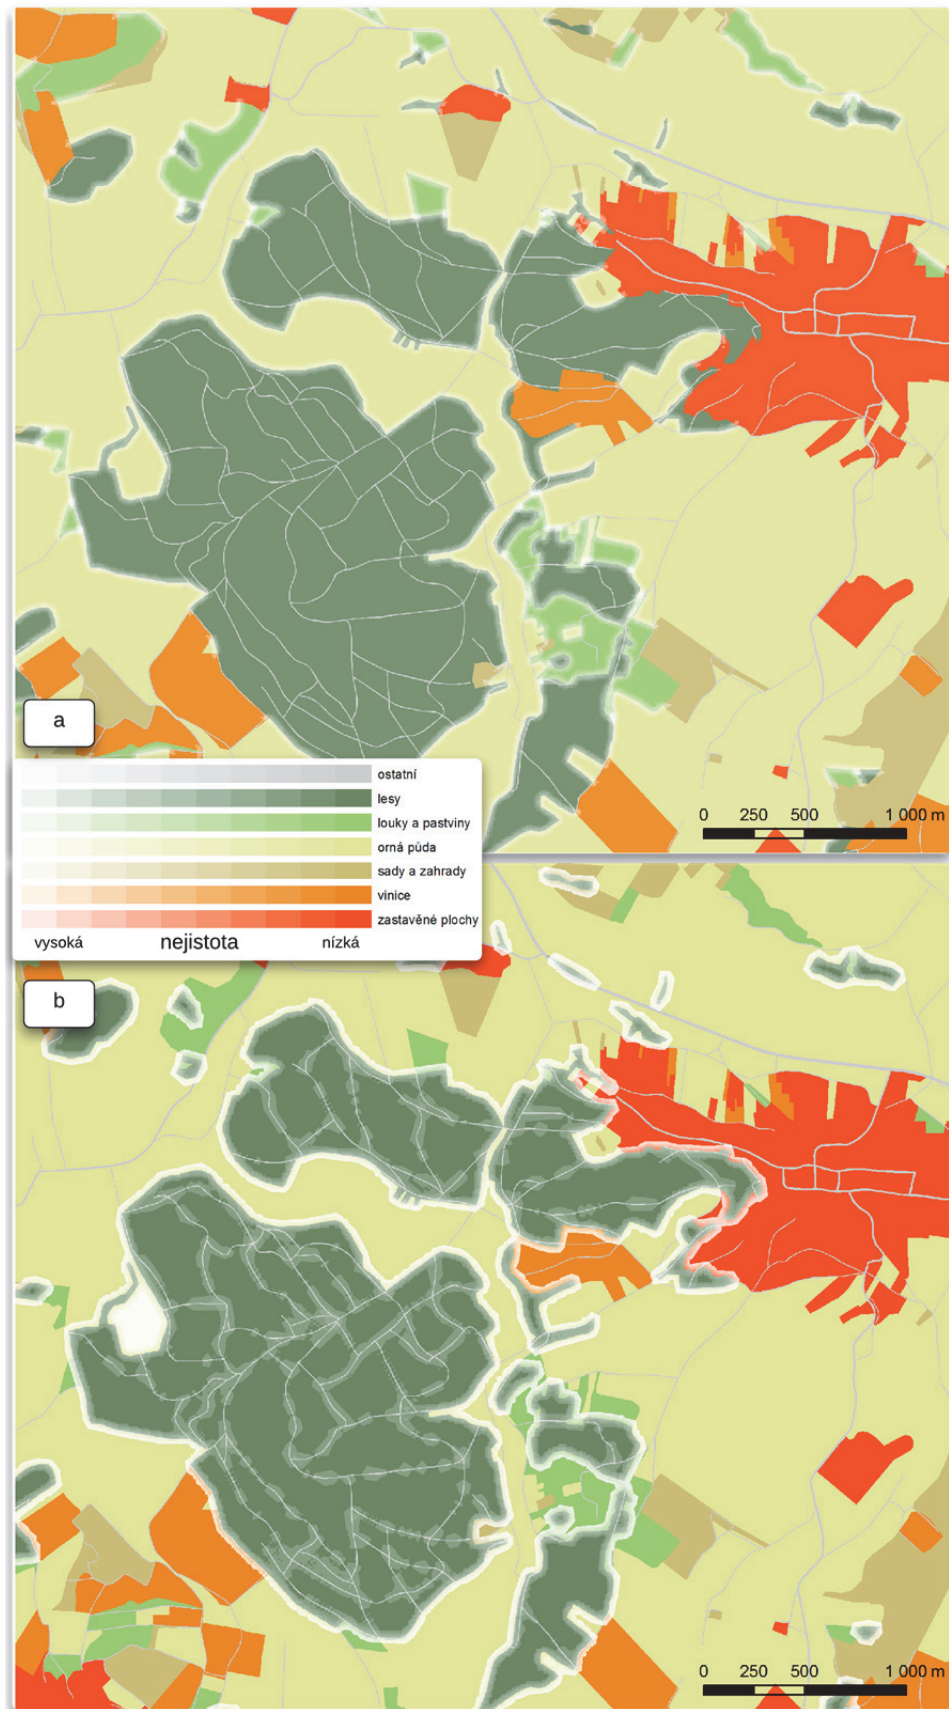 a
ostatní
lesy
louky a pastviny
orná půda
sady a zahrady
vinice
zastavěné plochy
vysoká nejistota nízká
0 250 500 1 000 m
b
0 250 500 1 000 m